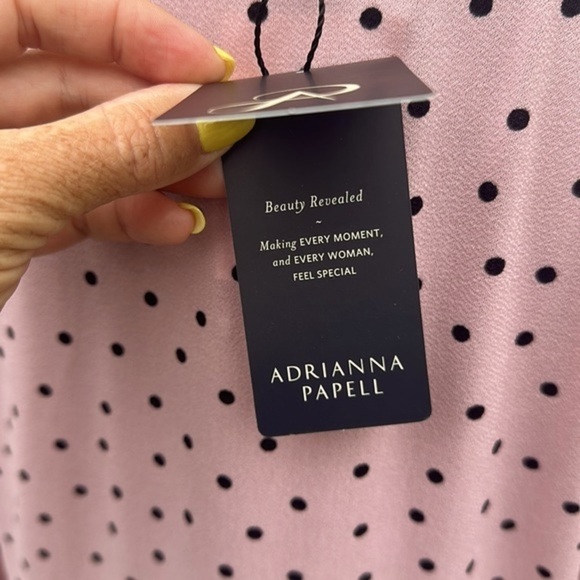 Beauty Revealed
~
Making EVERY MOMENT,
and EVERY WOMAN,
FEEL SPECIAL
ADRIANNA
PAPELL